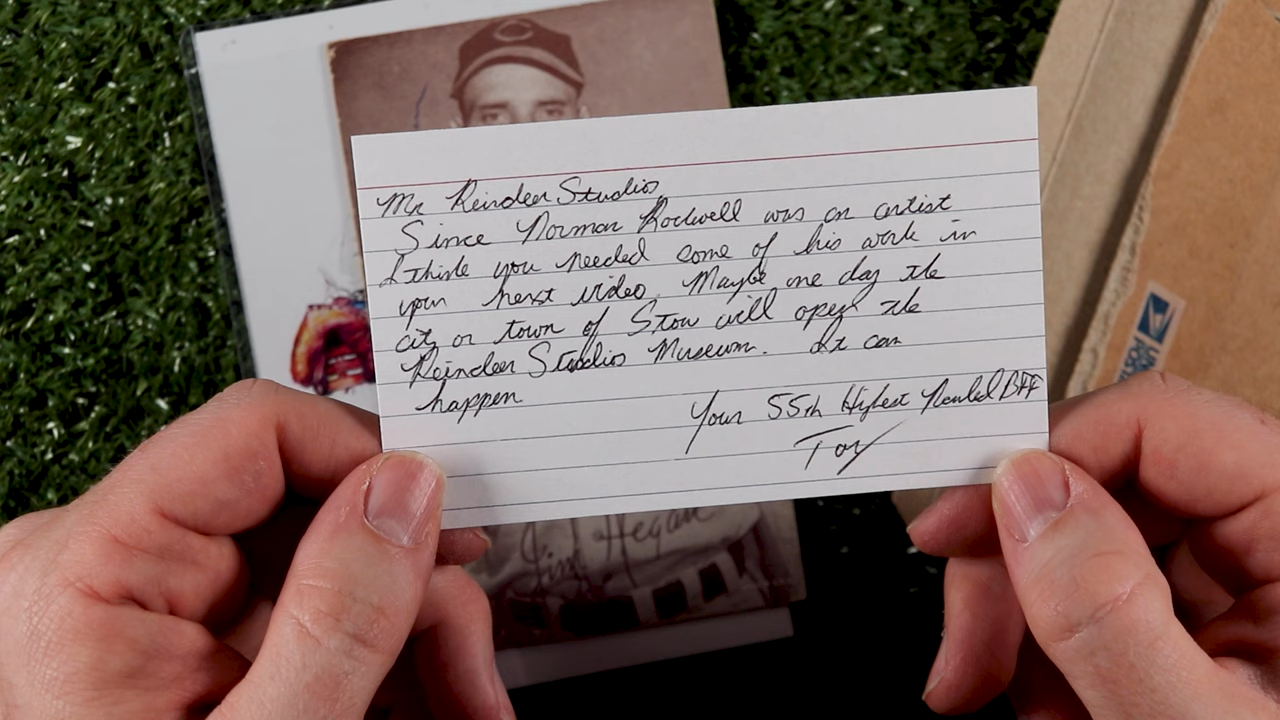 Mr Reindeer Studios
Since Norman Rockwell was an artist
I think you needed some of his work in
your next video. Maybe one day the
city or town of Stow will open the
Reindeer Studios Museum. It can
happen
Your 55th Highest Ranked BFF
Jim Hegan